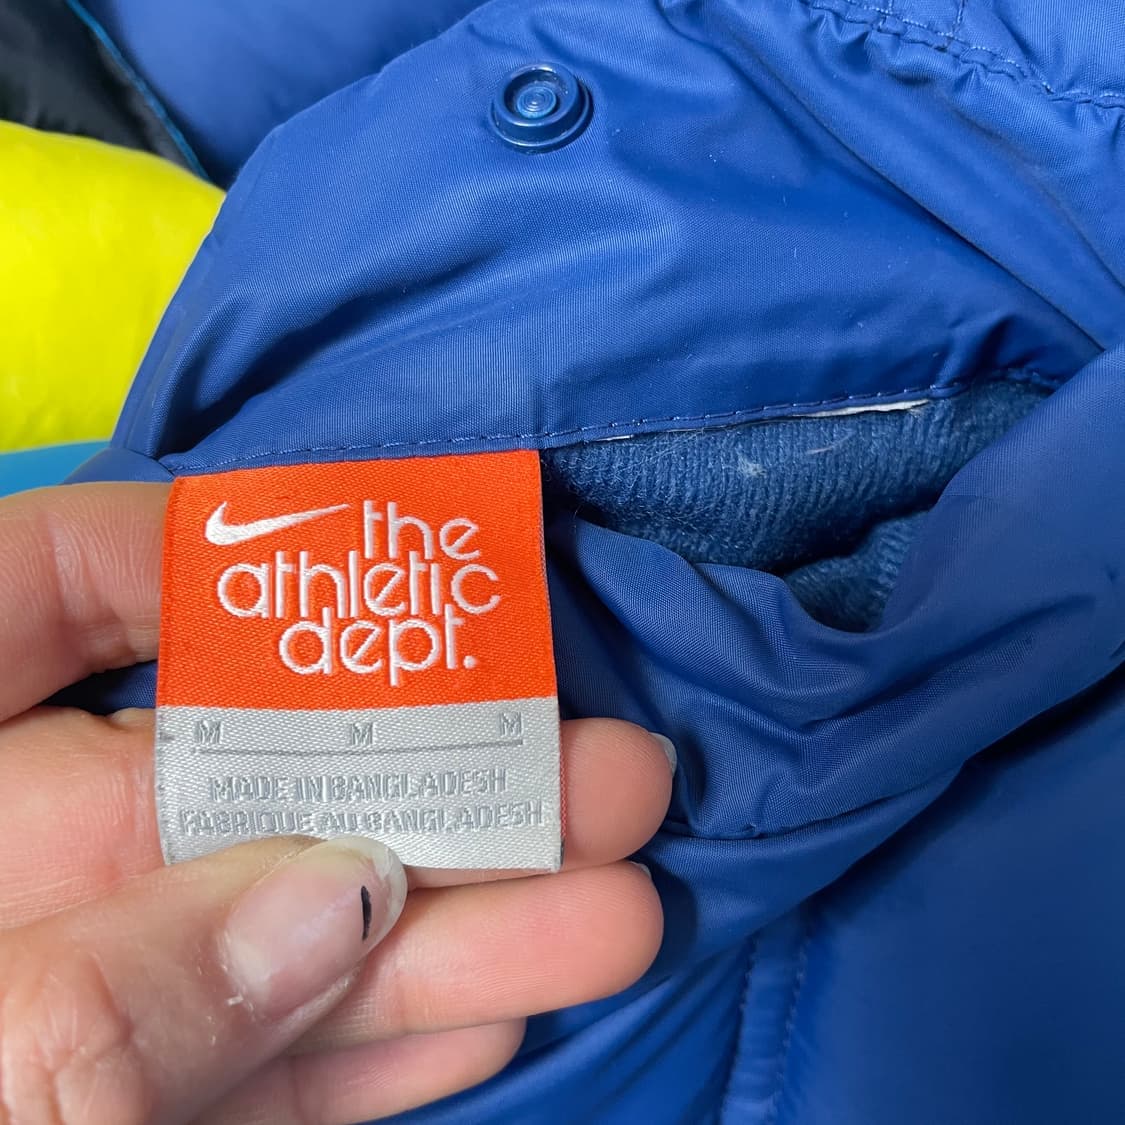 the
athletic
dept.
M M M
MADE IN BANGLADESH
FABRIQUE AU BANGLADESH